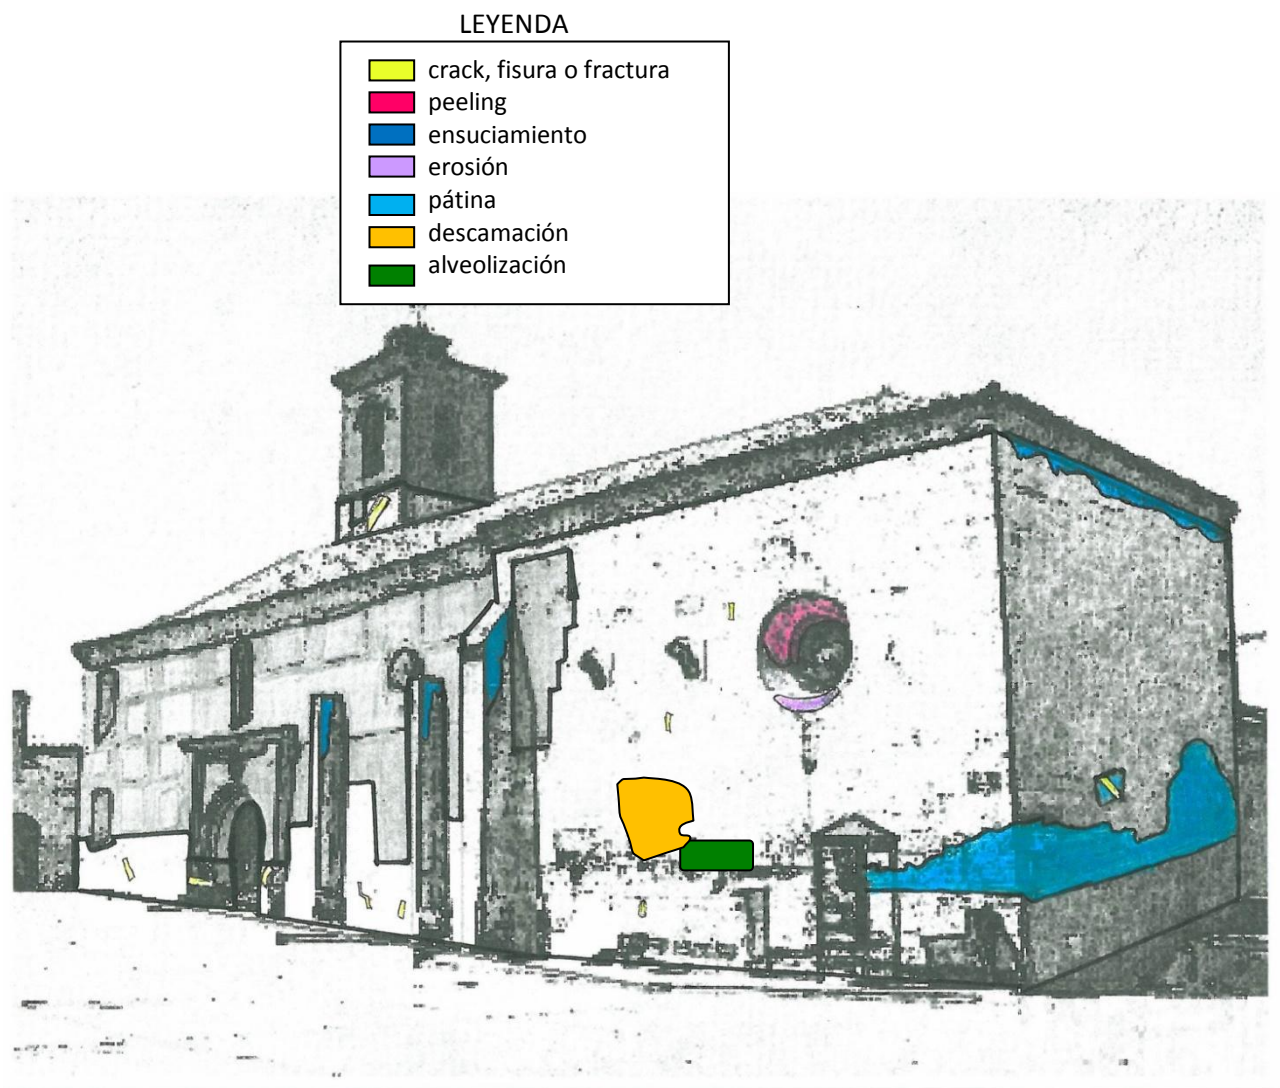 LEYENDA
crack, fisura o fractura
peeling
ensuciamiento
erosión
pátina
descamación
alveolización